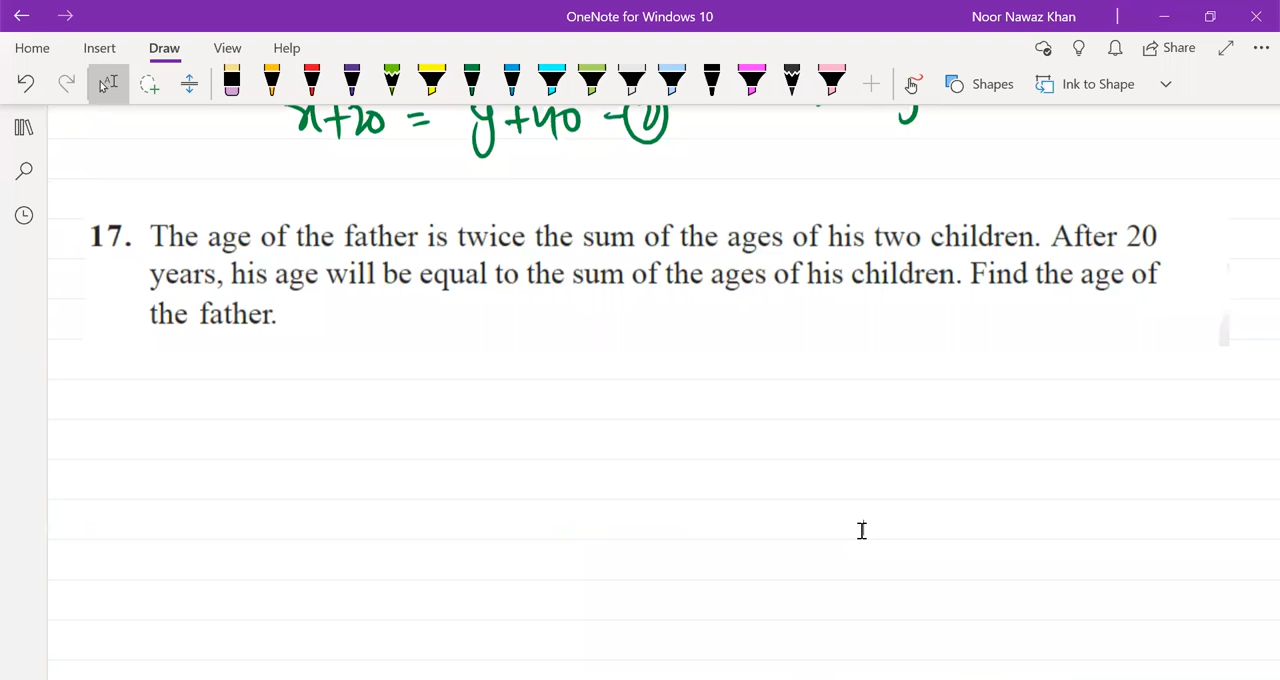 OneNote for Windows 10
Noor Nawaz Khan
Home Insert Draw View Help
Share
Shapes
Ink to Shape
x+20 = y+40 -
17. The age of the father is twice the sum of the ages of his two children. After 20
years, his age will be equal to the sum of the ages of his children. Find the age of
the father.